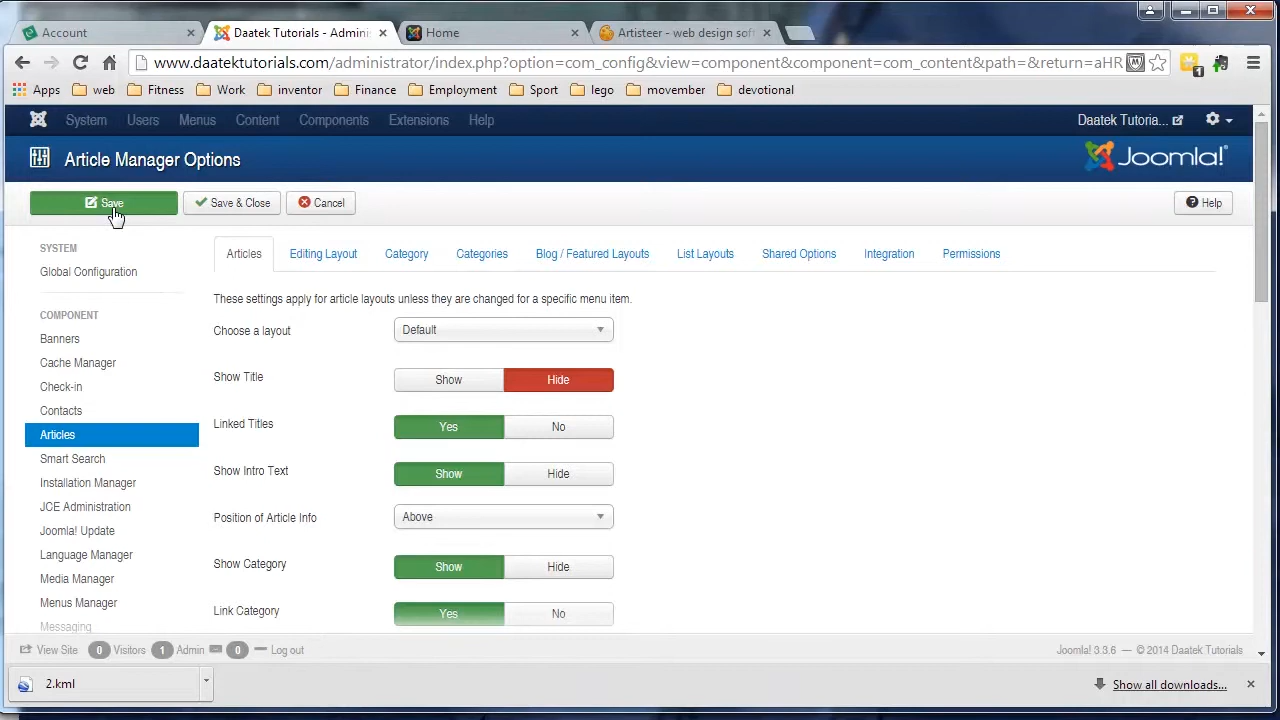 Account
Daatek Tutorials - Admini
Home
Artisteer - web design soft
www.daatektutorials.com/administrator/index.php?option=com_config&view=component&component=com_content&path=&return=aHR
1
Apps web Fitness Work inventor Finance Employment Sport lego movember devotional
System Users Menus Content Components Extensions Help
Daatek Tutoria...
Article Manager Options
Joomla!
Save
Save & Close
Cancel
Help
SYSTEM
Global Configuration
COMPONENT
Banners
Cache Manager
Check-in
Contacts
Articles
Smart Search
Installation Manager
JCE Administration
Joomla! Update
Language Manager
Media Manager
Menus Manager
Messaging
Articles
Editing Layout
Category
Categories
Blog / Featured Layouts
List Layouts
Shared Options
Integration
Permissions
These settings apply for article layouts unless they are changed for a specific menu item.
Choose a layout Default
Show Title Show Hide
Linked Titles Yes No
Show Intro Text Show Hide
Position of Article Info Above
Show Category Show Hide
Link Category Yes No
View Site 0 Visitors 1 Admin 0 Log out
Joomla! 3.3.6 — © 2014 Daatek Tutorials
2.kml
Show all downloads...